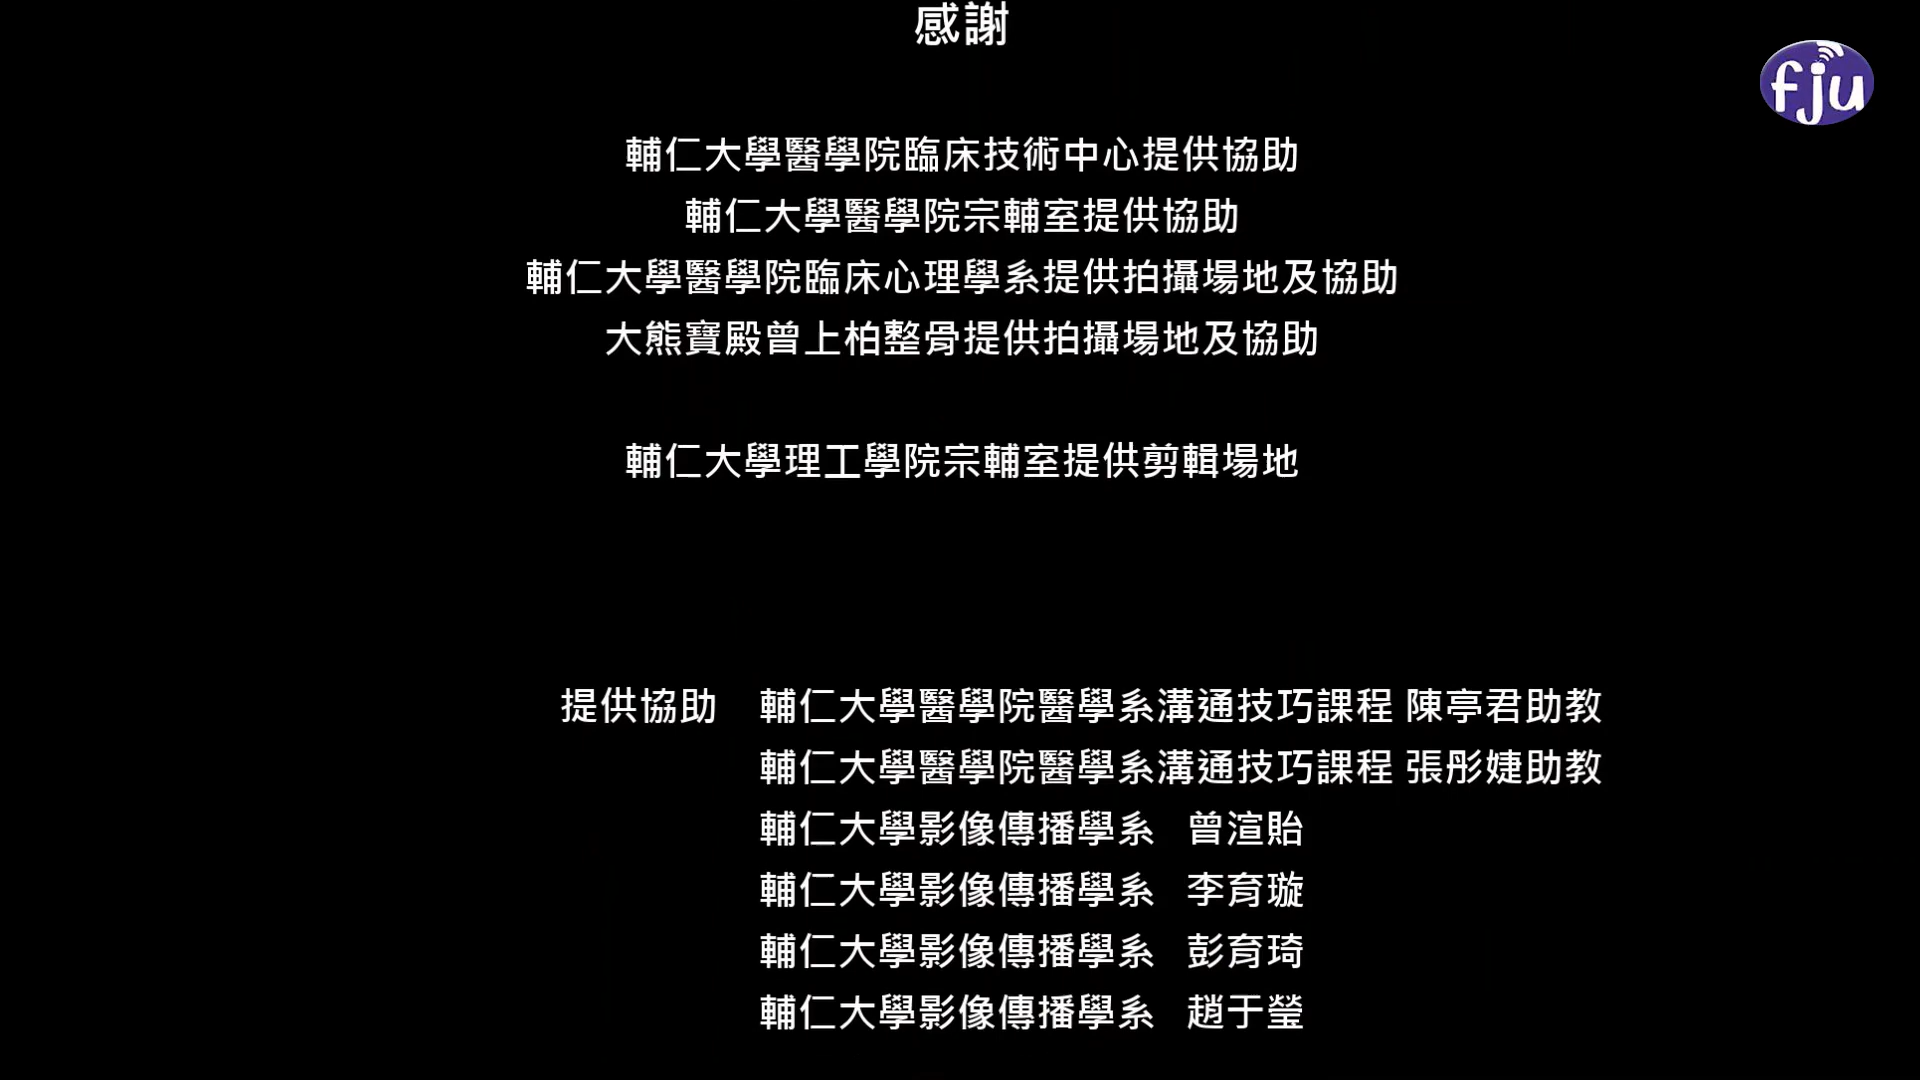 感謝
fju
輔仁大學醫學院臨床技術中心提供協助
輔仁大學醫學院宗輔室提供協助
輔仁大學醫學院臨床心理學系提供拍攝場地及協助
大熊寶殿曾上柏整骨提供拍攝場地及協助
輔仁大學理工學院宗輔室提供剪輯場地
提供協助 輔仁大學醫學院醫學系溝通技巧課程 陳亭君助教
輔仁大學醫學院醫學系溝通技巧課程 張彤婕助教
輔仁大學影像傳播學系 曾渲貽
輔仁大學影像傳播學系 李育璇
輔仁大學影像傳播學系 彭育琦
輔仁大學影像傳播學系 趙于瑩